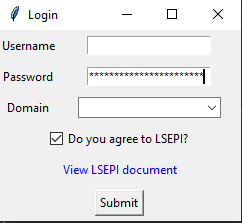 Login
Username
Password ***********************
Domain
Do you agree to LSEPI?
View LSEPI document
Submit